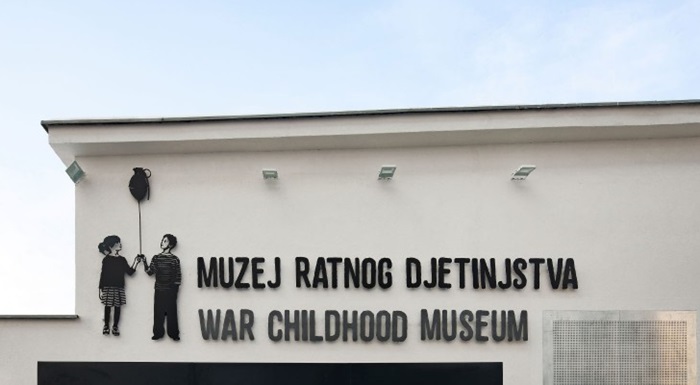 MUZEJ RATNOG DJETINJSTVA
WAR CHILDHOOD MUSEUM